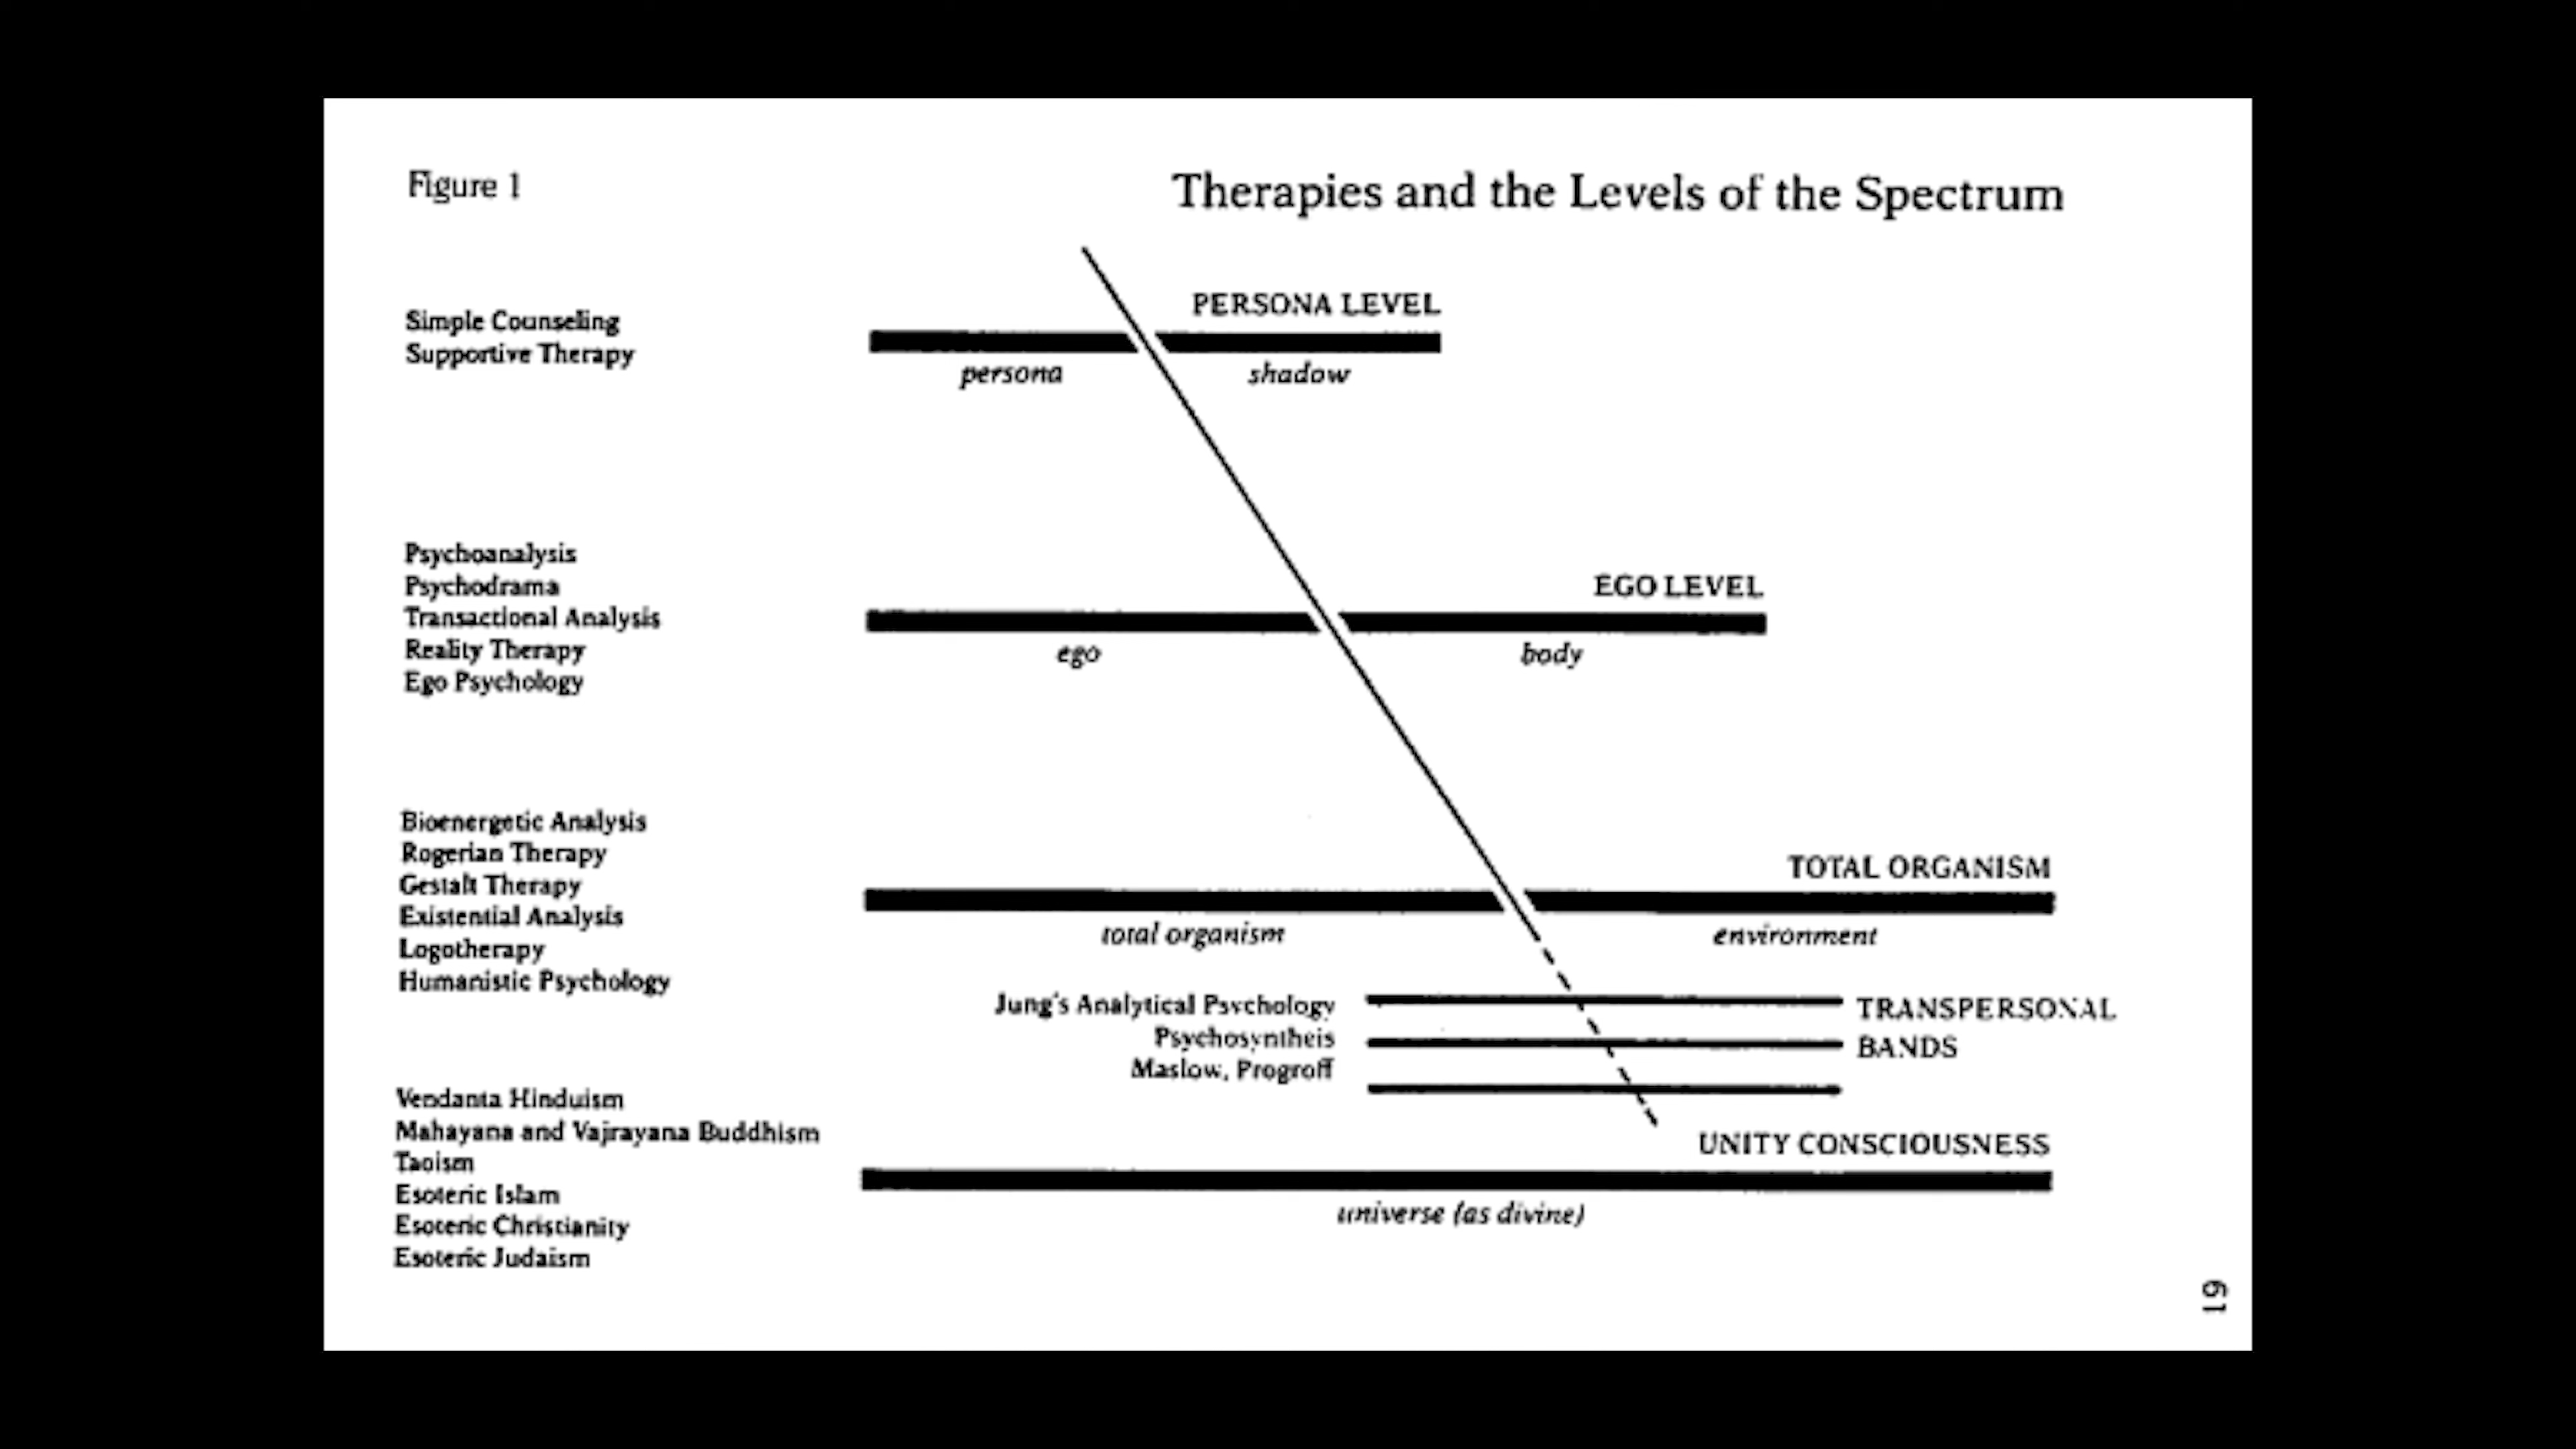 Figure 1
Therapies and the Levels of the Spectrum
Simple Counseling
Supportive Therapy
PERSONA LEVEL
persona
shadow
Psychoanalysis
Psychodrama
Transactional Analysis
Reality Therapy
Ego Psychology
EGO LEVEL
ego
body
Bioenergetic Analysis
Rogerian Therapy
Gestalt Therapy
Existential Analysis
Logotherapy
Humanistic Psychology
TOTAL ORGANISM
total organism
environment
Jung's Analytical Psychology
Psychosyntheis
Maslow, Progroff
TRANSPERSONAL
BANDS
Vendanta Hinduism
Mahayana and Vajrayana Buddhism
Taoism
Esoteric Islam
Esoteric Christianity
Esoteric Judaism
UNITY CONSCIOUSNESS
universe (as divine)
19